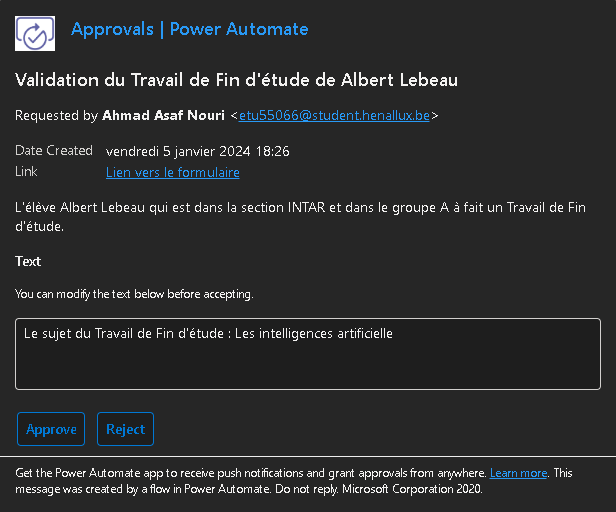 Approvals | Power Automate
Validation du Travail de Fin d'étude de Albert Lebeau
Requested by Ahmad Asaf Nouri <etu55066@student.henallux.be>
Date Created vendredi 5 janvier 2024 18:26
Link Lien vers le formulaire
L'élève Albert Lebeau qui est dans la section INTAR et dans le groupe A à fait un Travail de Fin
d'étude.
Text
You can modify the text below before accepting.
Le sujet du Travail de Fin d'étude : Les intelligences artificielle
Approve Reject
Get the Power Automate app to receive push notifications and grant approvals from anywhere. Learn more. This
message was created by a flow in Power Automate. Do not reply. Microsoft Corporation 2020.